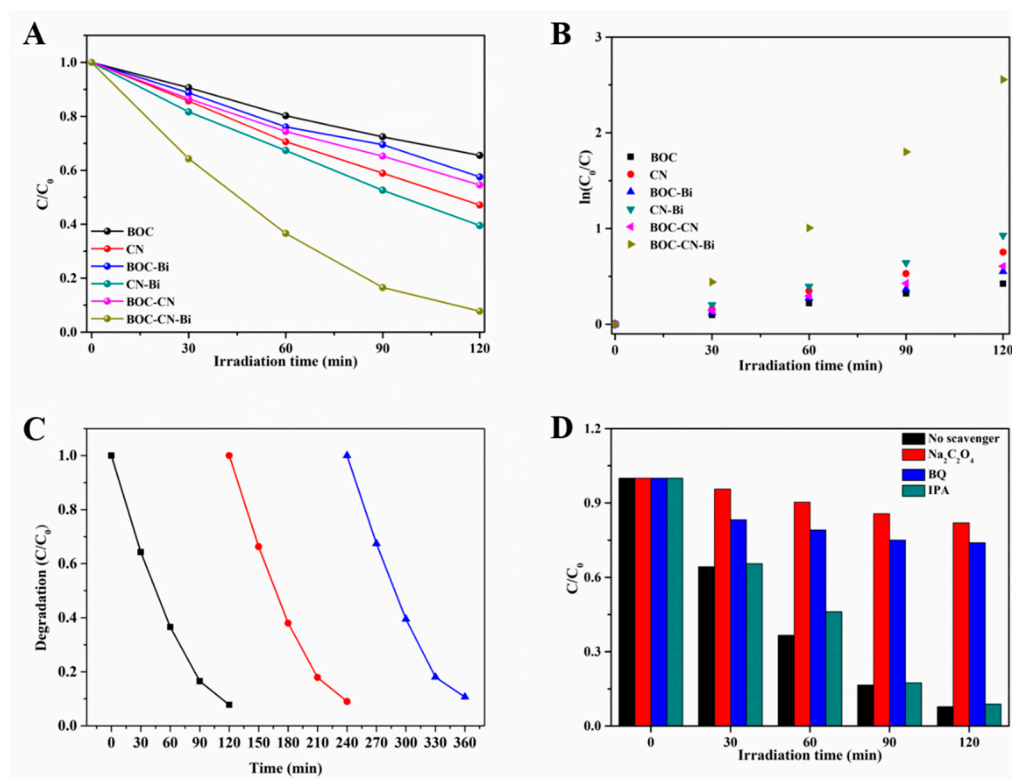 A
1.0
0.8
0.6
0.4
0.2
0.0
C/C₀
BOC
CN
BOC-Bi
CN-Bi
BOC-CN
BOC-CN-Bi
0 30 60 90 120
Irradiation time (min)
B
3
2
1
0
ln(C₀/C)
BOC
CN
BOC-Bi
CN-Bi
BOC-CN
BOC-CN-Bi
0 30 60 90 120
Irradiation time (min)
C
1.0
0.8
0.6
0.4
0.2
0.0
Degradation (C/C₀)
0 30 60 90 120 150 180 210 240 270 300 330 360
Time (min)
D
1.2
0.9
0.6
0.3
0.0
C/C₀
No scavenger
Na₂C₂O₄
BQ
IPA
0 30 60 90 120
Irradiation time (min)